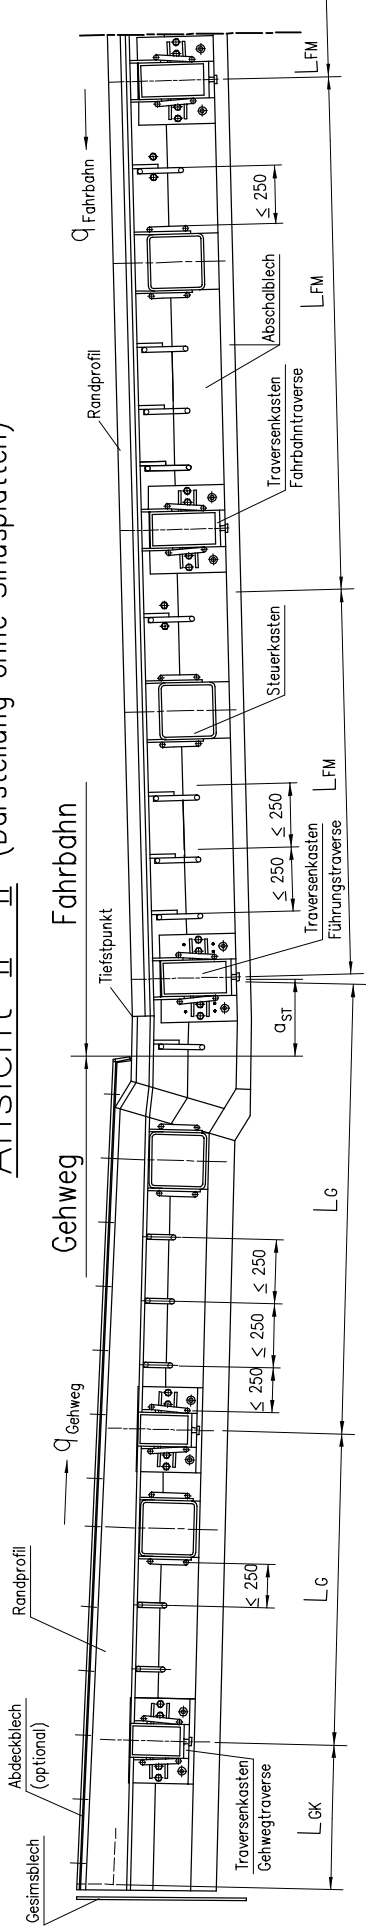 Ansicht II - II (Darstellung ohne Sinusplatten)
Gehweg
Fahrbahn
Gesimsblech
Abdeckblech
(optional)
Randprofil
q Gehweg
Tiefstpunkt
Randprofil
q Fahrbahn
Traversenkasten
Gehwegtraverse
≤ 250
≤ 250
≤ 250
≤ 250
a ST
Traversenkasten
Führungstraverse
≤ 250
≤ 250
Steuerkasten
Traversenkasten
Fahrbahntraverse
Abschalblech
≤ 250
L GK
L G
L G
L FM
L FM
L FM